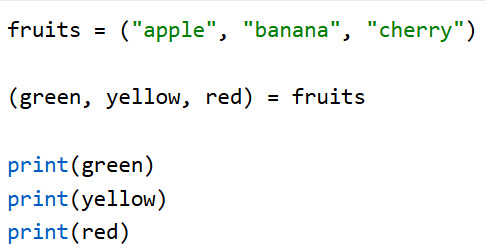 fruits = ("apple", "banana", "cherry")
(green, yellow, red) = fruits
print(green)
print(yellow)
print(red)